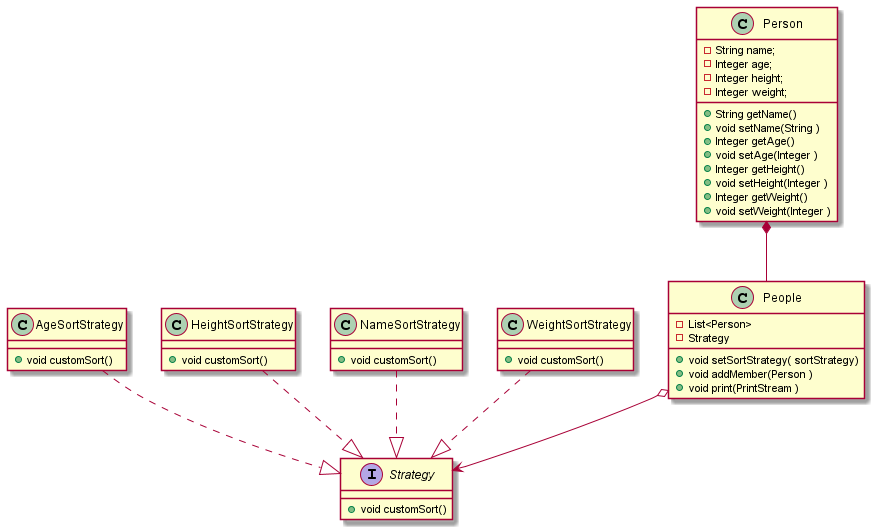 C Person
String name;
Integer age;
Integer height;
Integer weight;
String getName()
void setName(String )
Integer getAge()
void setAge(Integer )
Integer getHeight()
void setHeight(Integer )
Integer getWeight()
void setWeight(Integer )
C AgeSortStrategy
void customSort()
C HeightSortStrategy
void customSort()
C NameSortStrategy
void customSort()
C WeightSortStrategy
void customSort()
C People
List<Person>
Strategy
void setSortStrategy( sortStrategy)
void addMember(Person )
void print(PrintStream )
I Strategy
void customSort()